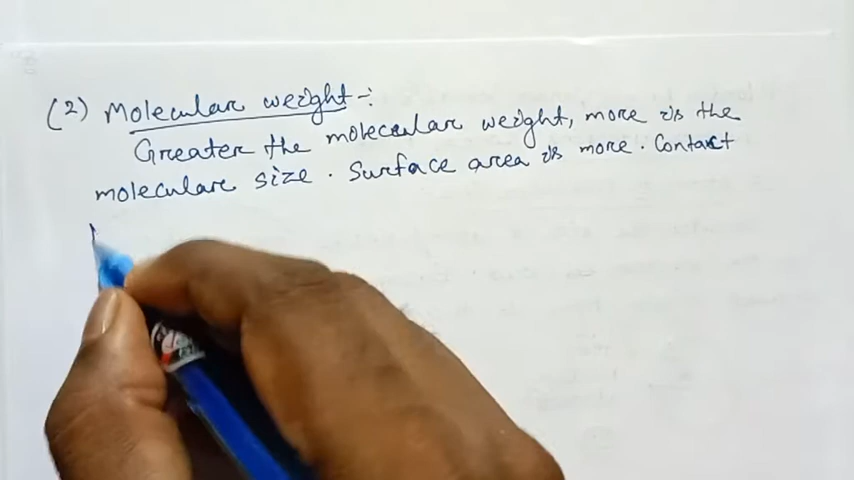 (2) Molecular weight :-
Greater the molecular weight, more is the
molecular size. Surface area is more. Contact